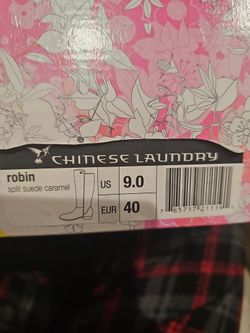 CHINESE LAUNDRY
robin
split suede caramel
US 9.0
EUR 40